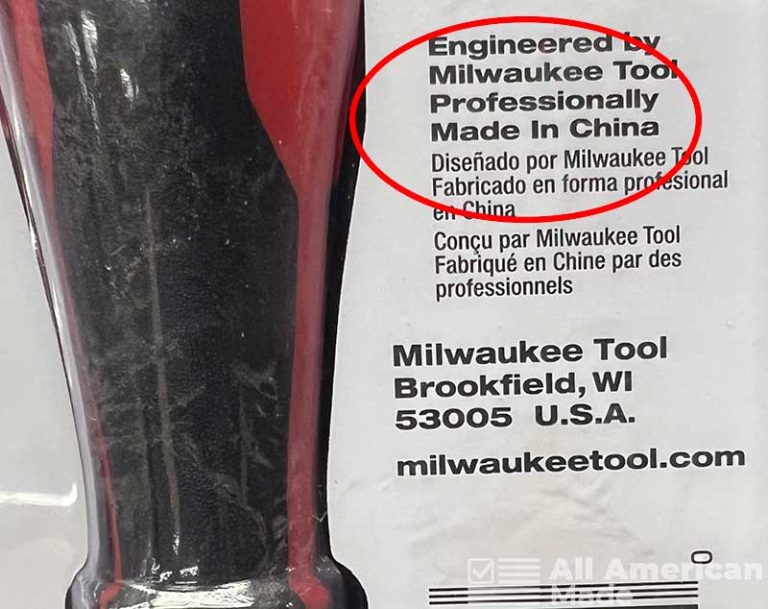 Engineered by
Milwaukee Tool
Professionally
Made In China
Diseñado por Milwaukee Tool
Fabricado en forma profesional
en China
Conçu par Milwaukee Tool
Fabriqué en Chine par des
professionnels
Milwaukee Tool
Brookfield, WI
53005 U.S.A.
milwaukeetool.com
0
All American
Made